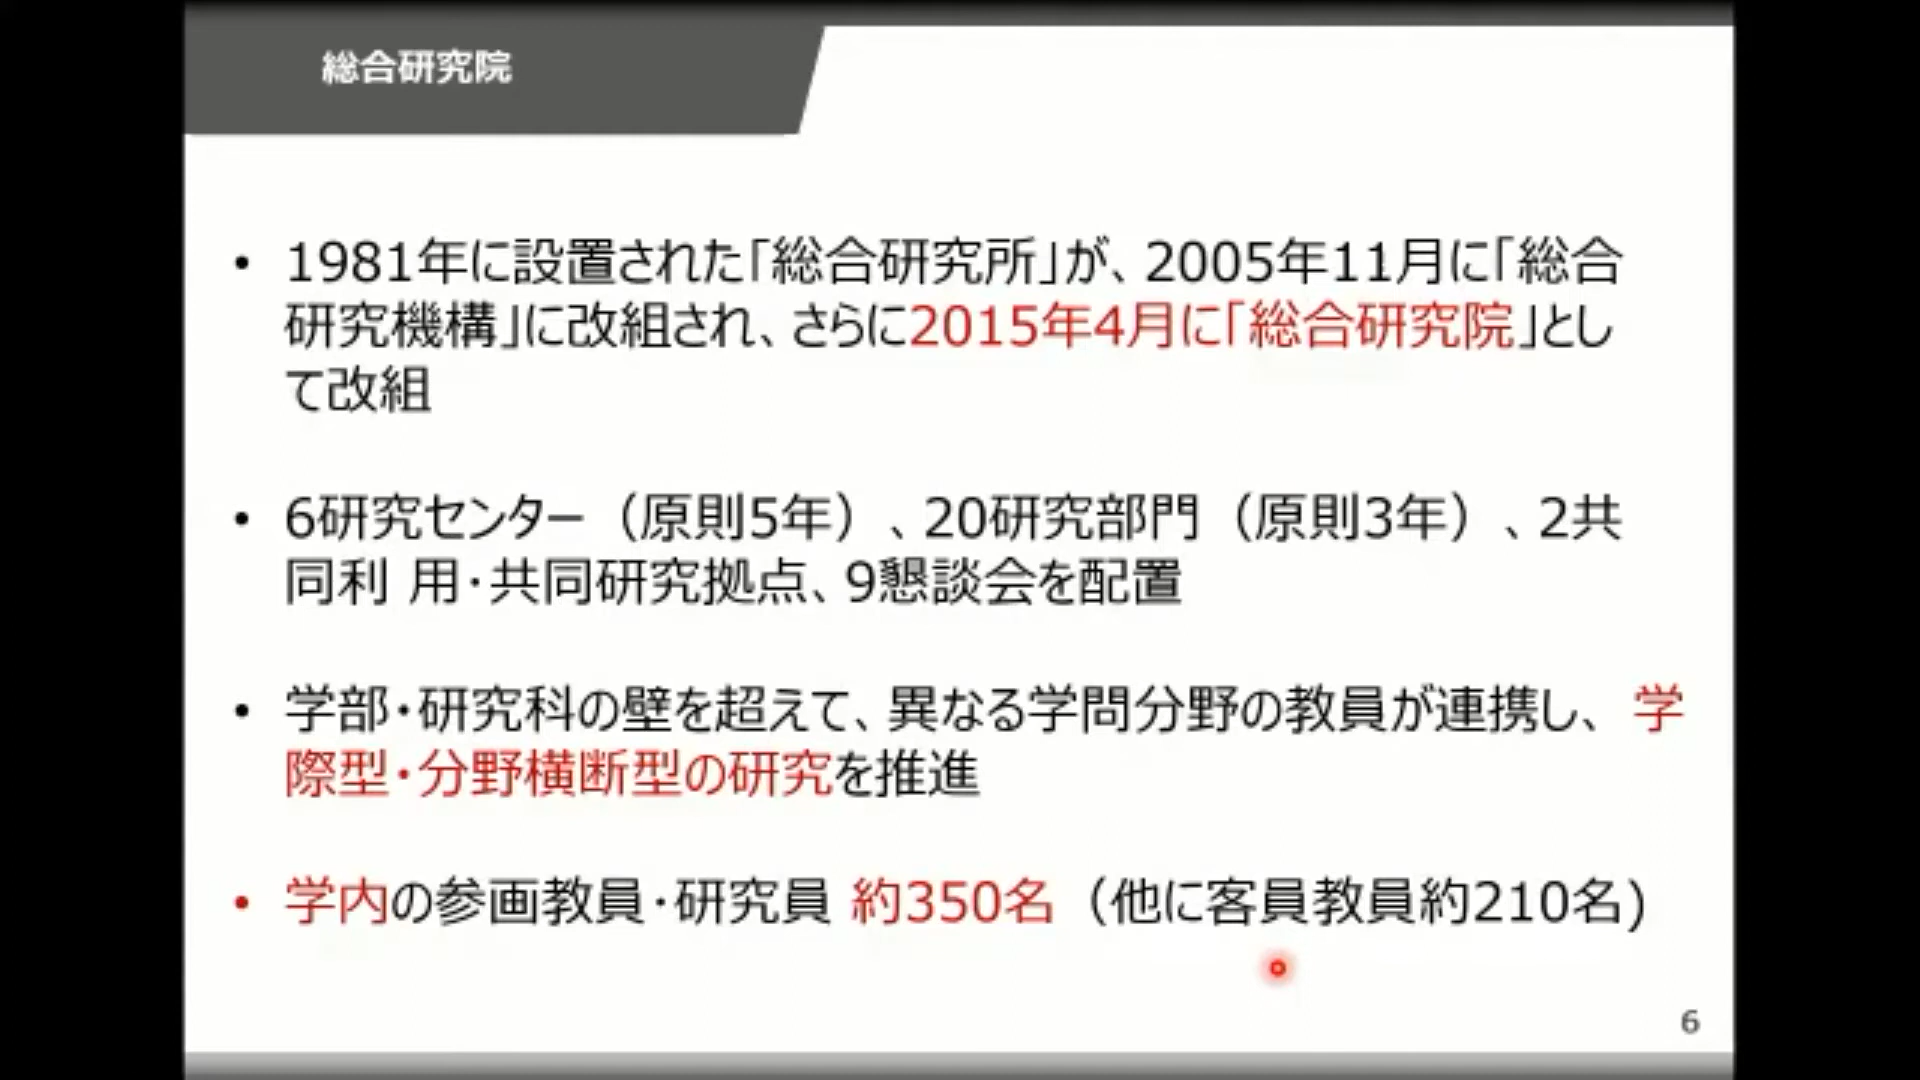 総合研究院
• 1981年に設置された「総合研究所」が、2005年11月に「総合
研究機構」に改組され、さらに2015年4月に「総合研究院」とし
て改組
• 6研究センター（原則5年）、20研究部門（原則3年）、2共
同利 用・共同研究拠点、9懇談会を配置
• 学部・研究科の壁を超えて、異なる学問分野の教員が連携し、学
際型・分野横断型の研究を推進
• 学内の参画教員・研究員 約350名（他に客員教員約210名)
6